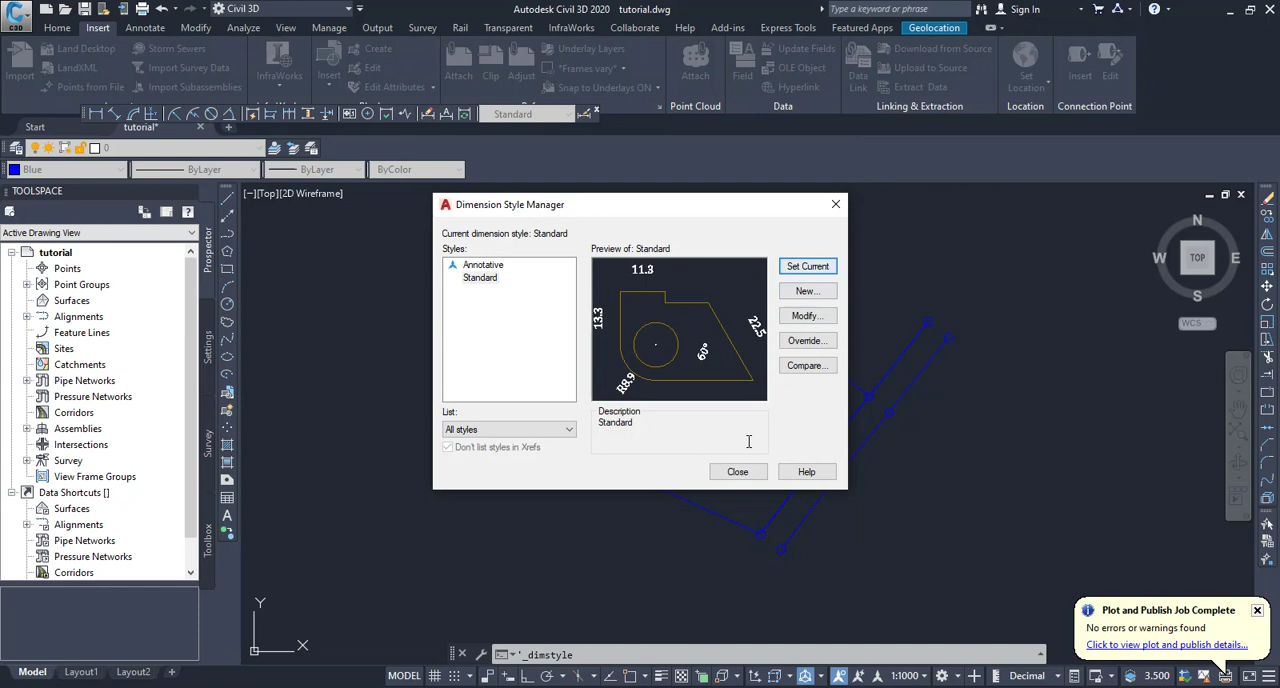 Civil 3D
Autodesk Civil 3D 2020 tutorial.dwg
Type a keyword or phrase
Sign In
C3D
Home Insert Annotate Modify Analyze View Manage Output Survey Rail Transparent InfraWorks Collaborate Help Add-ins Express Tools Featured Apps Geolocation
Land Desktop Storm Sewers Create Underlay Layers Update Fields Download from Source
LandXML Import Survey Data Edit *Frames vary* OLE Object Upload to Source
Import InfraWorks Insert Attach Clip Adjust Attach Field Data Link Set Location Insert Edit
Points from File Import Subassemblies Edit Attributes Snap to Underlays ON Hyperlink Extract Data
Point Cloud Data Linking & Extraction Location Connection Point
Standard
Start tutorial*
0
Blue ByLayer ByLayer ByColor
TOOLSPACE
[−][Top][2D Wireframe]
Active Drawing View
tutorial
Points
Point Groups
Surfaces
Alignments
Feature Lines
Sites
Catchments
Pipe Networks
Pressure Networks
Corridors
Assemblies
Intersections
Survey
View Frame Groups
Data Shortcuts []
Surfaces
Alignments
Pipe Networks
Pressure Networks
Corridors
Prospector
Settings
Survey
Toolbox
Dimension Style Manager
Current dimension style: Standard
Styles:
Annotative
Standard
Preview of: Standard
11.3
13.3
22.5
60°
R8.9
Set Current
New...
Modify...
Override...
Compare...
List:
All styles
Don't list styles in Xrefs
Description
Standard
Close Help
N
W TOP E
S
WCS
Y
X
Plot and Publish Job Complete
No errors or warnings found
Click to view plot and publish details...
'_dimstyle
Model Layout1 Layout2 +
MODEL 1:1000 Decimal 3.500